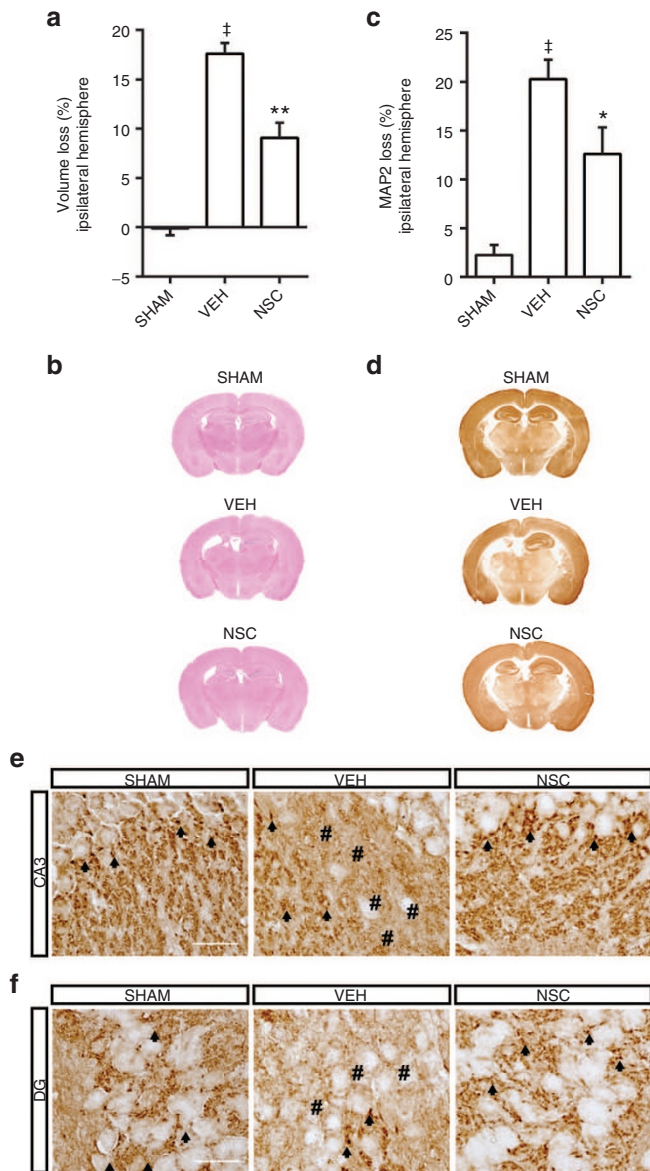 a
Volume loss (%)
ipsilateral hemisphere
20
15
10
5
0
−5
‡
**
SHAM
VEH
NSC
c
MAP2 loss (%)
ipsilateral hemisphere
25
20
15
10
5
0
‡
*
SHAM
VEH
NSC
b
SHAM
VEH
NSC
d
SHAM
VEH
NSC
e
SHAM
VEH
NSC
CA3
#
#
#
#
#
f
SHAM
VEH
NSC
DG
#
#
#